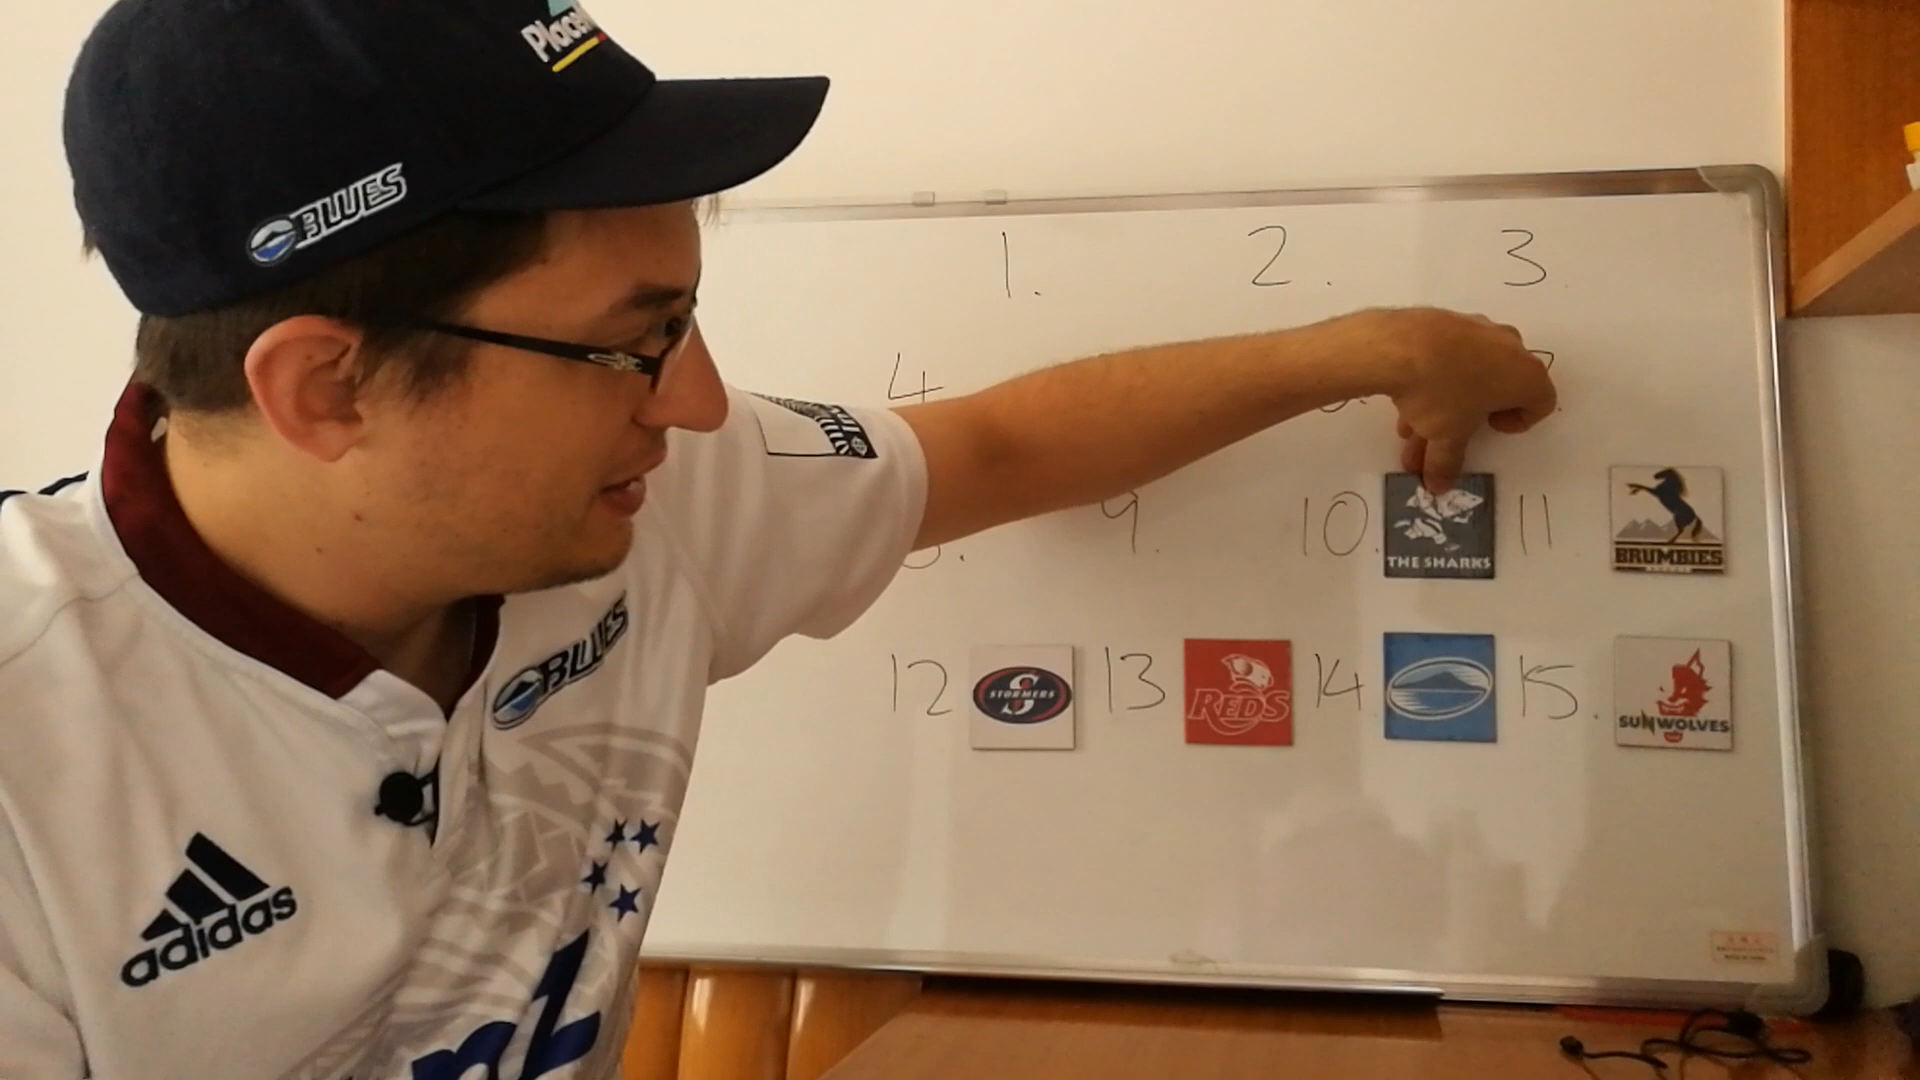 Place
BLUES
1. 2. 3.
4
9. 10. THE SHARKS 11. BRUMBIES
12 STORMERS 13 REDS 14. 15. SUNWOLVES
BLUES
adidas